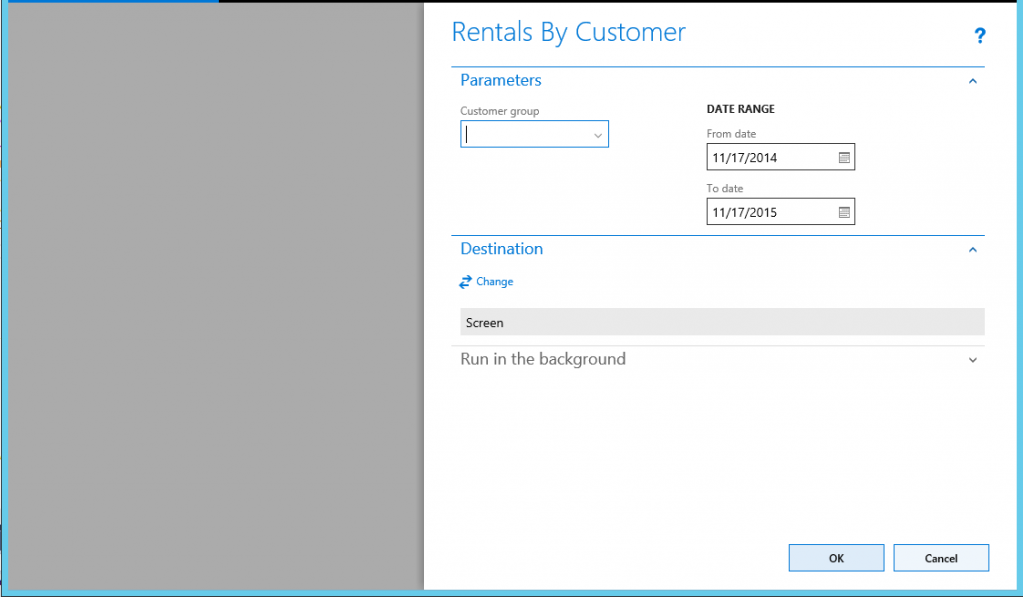 Rentals By Customer
?
Parameters
Customer group
DATE RANGE
From date
11/17/2014
To date
11/17/2015
Destination
Change
Screen
Run in the background
OK
Cancel